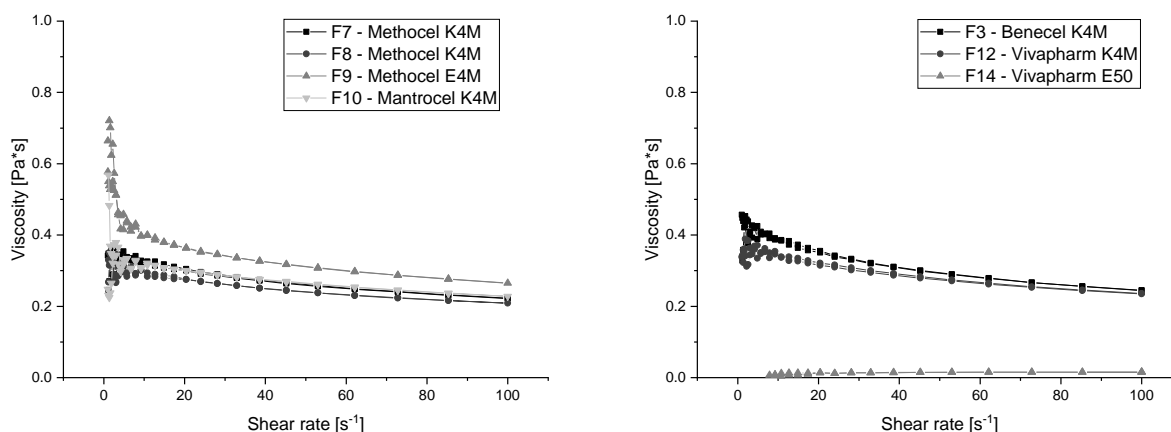 1.0
0.8
0.6
0.4
0.2
0.0
Viscosity [Pa*s]
F7 - Methocel K4M
F8 - Methocel K4M
F9 - Methocel E4M
F10 - Mantrocel K4M
0 20 40 60 80 100
Shear rate [s⁻¹]
1.0
0.8
0.6
0.4
0.2
0.0
Viscosity [Pa*s]
F3 - Benecel K4M
F12 - Vivapharm K4M
F14 - Vivapharm E50
0 20 40 60 80 100
Shear rate [s⁻¹]